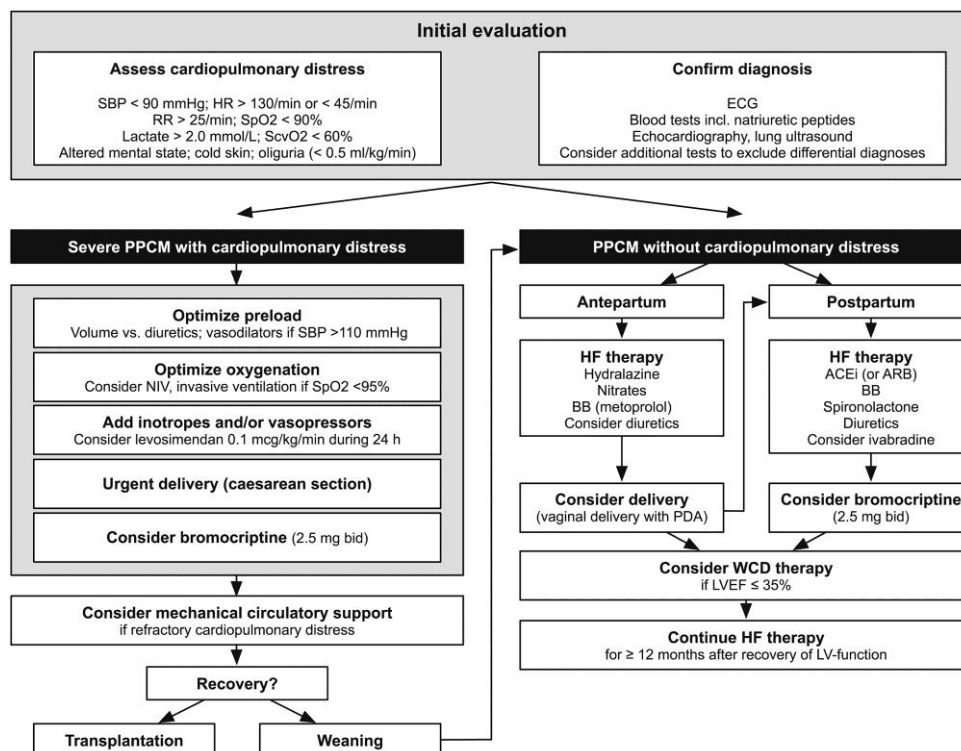 Initial evaluation
Assess cardiopulmonary distress
SBP < 90 mmHg; HR > 130/min or < 45/min
RR > 25/min; SpO2 < 90%
Lactate > 2.0 mmol/L; ScvO2 < 60%
Altered mental state; cold skin; oliguria (< 0.5 ml/kg/min)
Confirm diagnosis
ECG
Blood tests incl. natriuretic peptides
Echocardiography, lung ultrasound
Consider additional tests to exclude differential diagnoses
Severe PPCM with cardiopulmonary distress
Optimize preload
Volume vs. diuretics; vasodilators if SBP >110 mmHg
Optimize oxygenation
Consider NIV, invasive ventilation if SpO2 <95%
Add inotropes and/or vasopressors
Consider levosimendan 0.1 mcg/kg/min during 24 h
Urgent delivery (caesarean section)
Consider bromocriptine (2.5 mg bid)
Consider mechanical circulatory support
if refractory cardiopulmonary distress
Recovery?
Transplantation
Weaning
PPCM without cardiopulmonary distress
Antepartum
HF therapy
Hydralazine
Nitrates
BB (metoprolol)
Consider diuretics
Consider delivery
(vaginal delivery with PDA)
Postpartum
HF therapy
ACEi (or ARB)
BB
Spironolactone
Diuretics
Consider ivabradine
Consider bromocriptine
(2.5 mg bid)
Consider WCD therapy
if LVEF ≤ 35%
Continue HF therapy
for ≥ 12 months after recovery of LV-function